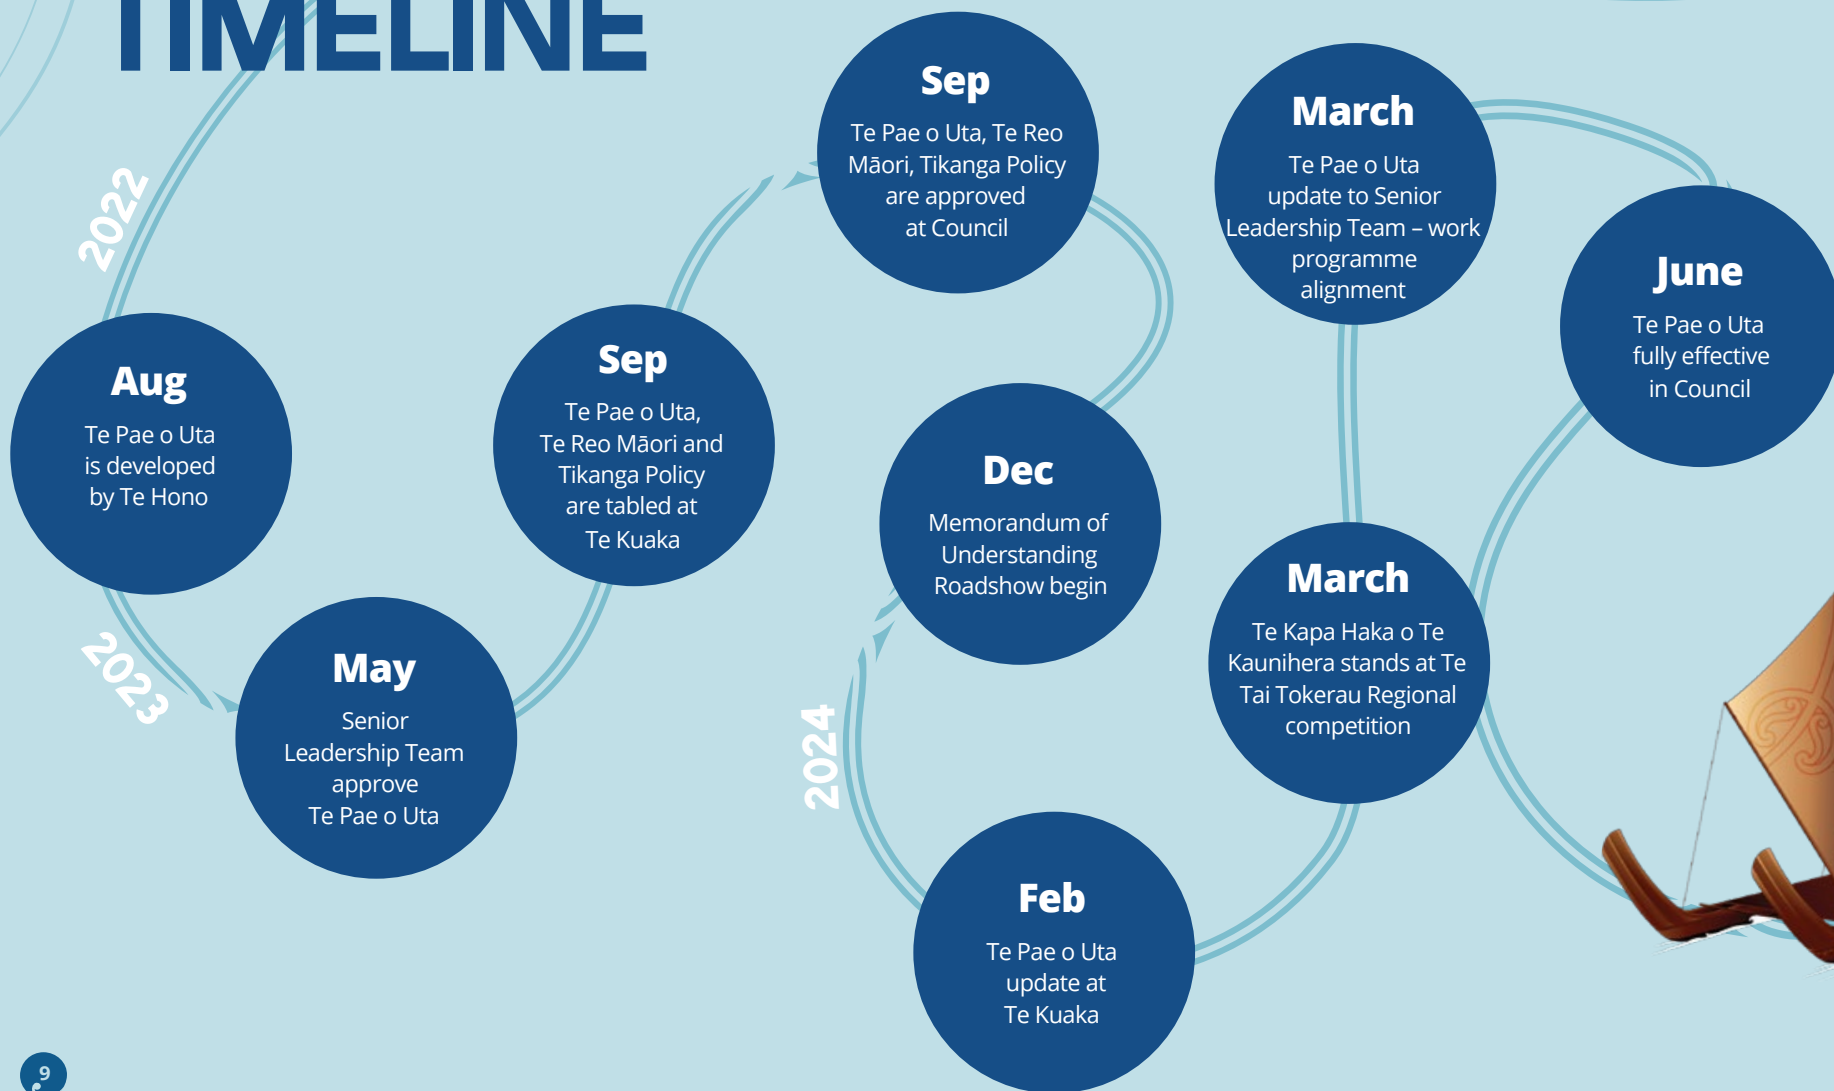 TIMELINE
2022
Aug
Te Pae o Uta
is developed
by Te Hono
2023
May
Senior
Leadership Team
approve
Te Pae o Uta
Sep
Te Pae o Uta,
Te Reo Māori and
Tikanga Policy
are tabled at
Te Kuaka
Sep
Te Pae o Uta, Te Reo
Māori, Tikanga Policy
are approved
at Council
Dec
Memorandum of
Understanding
Roadshow begin
2024
Feb
Te Pae o Uta
update at
Te Kuaka
March
Te Kapa Haka o Te
Kaunihera stands at Te
Tai Tokerau Regional
competition
March
Te Pae o Uta
update to Senior
Leadership Team – work
programme
alignment
June
Te Pae o Uta
fully effective
in Council
9